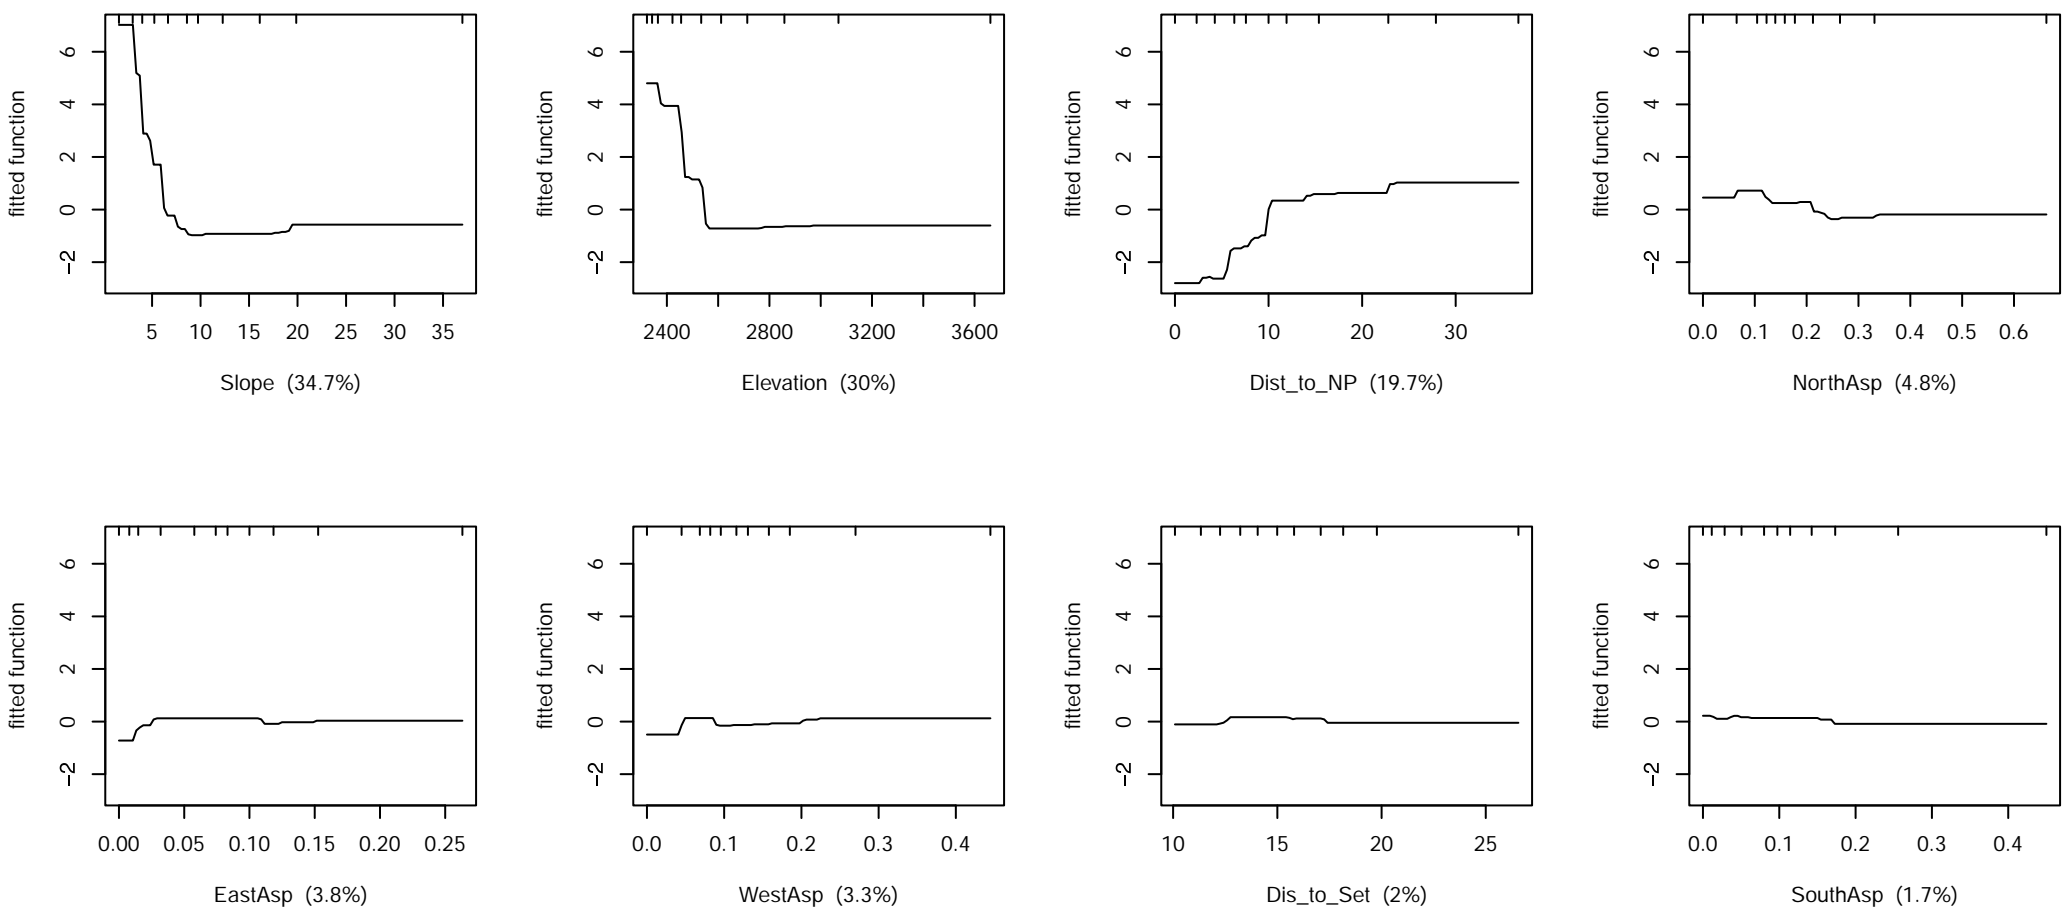 fitted function
6
4
2
0
−2
5 10 15 20 25 30 35
Slope (34.7%)
fitted function
6
4
2
0
−2
2400 2800 3200 3600
Elevation (30%)
fitted function
6
4
2
0
−2
0 10 20 30
Dist_to_NP (19.7%)
fitted function
6
4
2
0
−2
0.0 0.1 0.2 0.3 0.4 0.5 0.6
NorthAsp (4.8%)
fitted function
6
4
2
0
−2
0.00 0.05 0.10 0.15 0.20 0.25
EastAsp (3.8%)
fitted function
6
4
2
0
−2
0.0 0.1 0.2 0.3 0.4
WestAsp (3.3%)
fitted function
6
4
2
0
−2
10 15 20 25
Dis_to_Set (2%)
fitted function
6
4
2
0
−2
0.0 0.1 0.2 0.3 0.4
SouthAsp (1.7%)